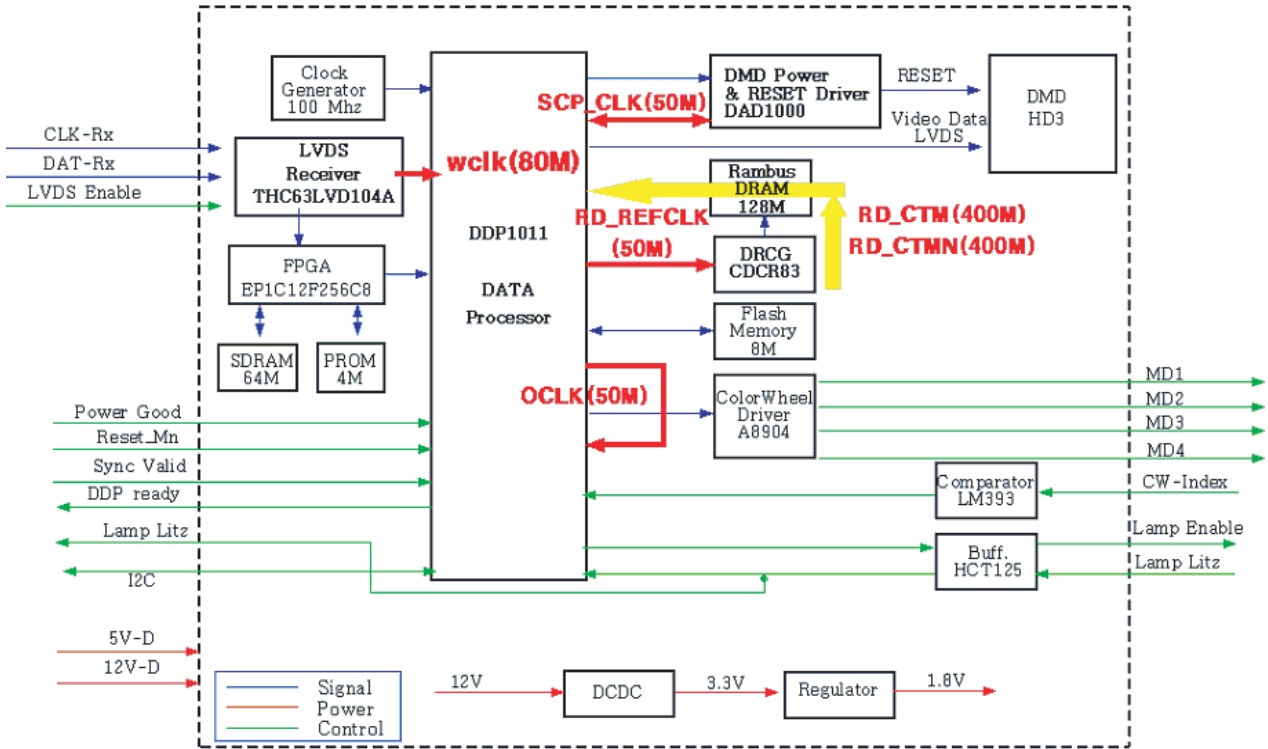 Clock
Generator
100 Mhz
DMD Power
& RESET Driver
DAD1000
RESET
DMD
HD3
SCP_CLK(50M)
Video Data
LVDS
CLK-Rx
DAT-Rx
LVDS Enable
LVDS
Receiver
THC63LVD104A
wclk(80M)
Rambus
DRAM
128M
RD_REFCLK
(50M)
RD_CTM(400M)
RD_CTMN(400M)
DDP1011
DATA
Processor
DRCG
CDCR83
FPGA
EP1C12F256C8
Flash
Memory
8M
SDRAM
64M
PROM
4M
OCLK(50M)
ColorWheel
Driver
A8904
MD1
MD2
MD3
MD4
Power Good
Reset_Mn
Sync Valid
DDP ready
Lamp Litz
I2C
Comparator
LM393
CW-Index
Buff.
HCT125
Lamp Enable
Lamp Litz
5V-D
12V-D
Signal
Power
Control
12V
DCDC
3.3V
Regulator
1.8V